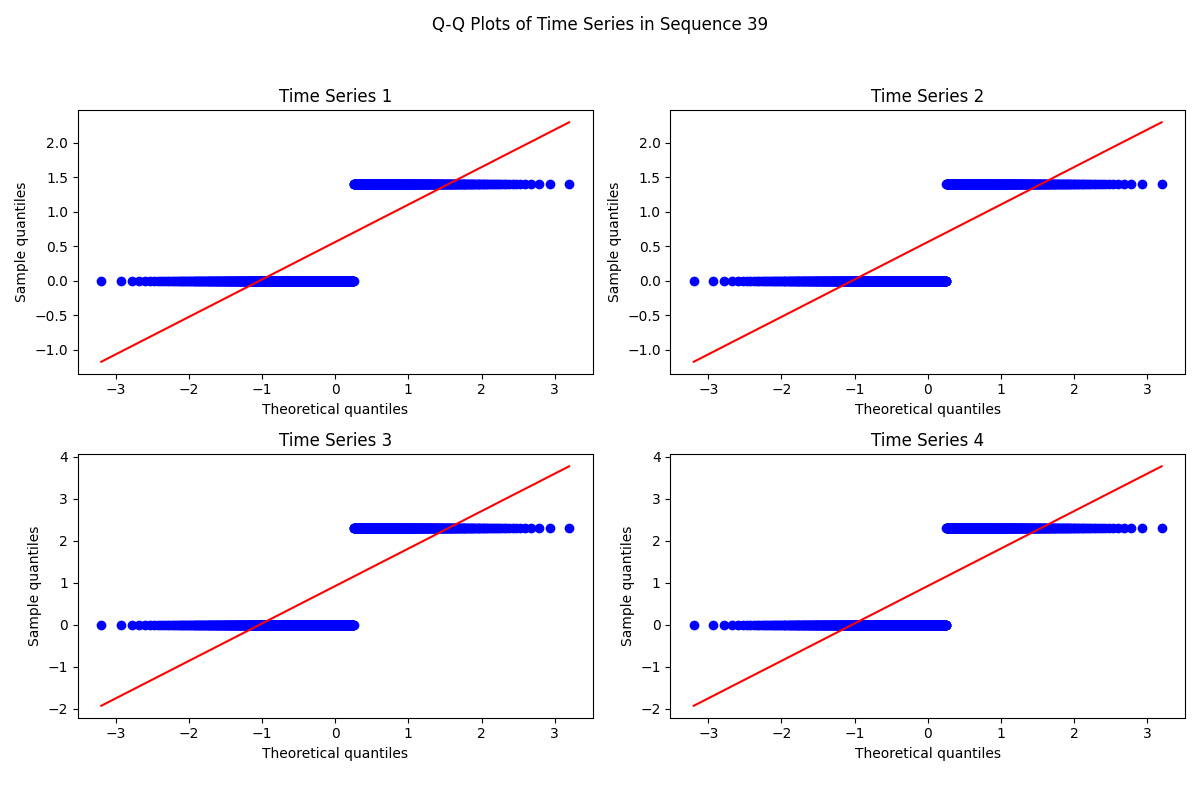 Q-Q Plots of Time Series in Sequence 39
Time Series 1
Sample quantiles
2.0
1.5
1.0
0.5
0.0
−0.5
−1.0
−3 −2 −1 0 1 2 3
Theoretical quantiles
Time Series 2
Sample quantiles
2.0
1.5
1.0
0.5
0.0
−0.5
−1.0
−3 −2 −1 0 1 2 3
Theoretical quantiles
Time Series 3
Sample quantiles
4
3
2
1
0
−1
−2
−3 −2 −1 0 1 2 3
Theoretical quantiles
Time Series 4
Sample quantiles
4
3
2
1
0
−1
−2
−3 −2 −1 0 1 2 3
Theoretical quantiles